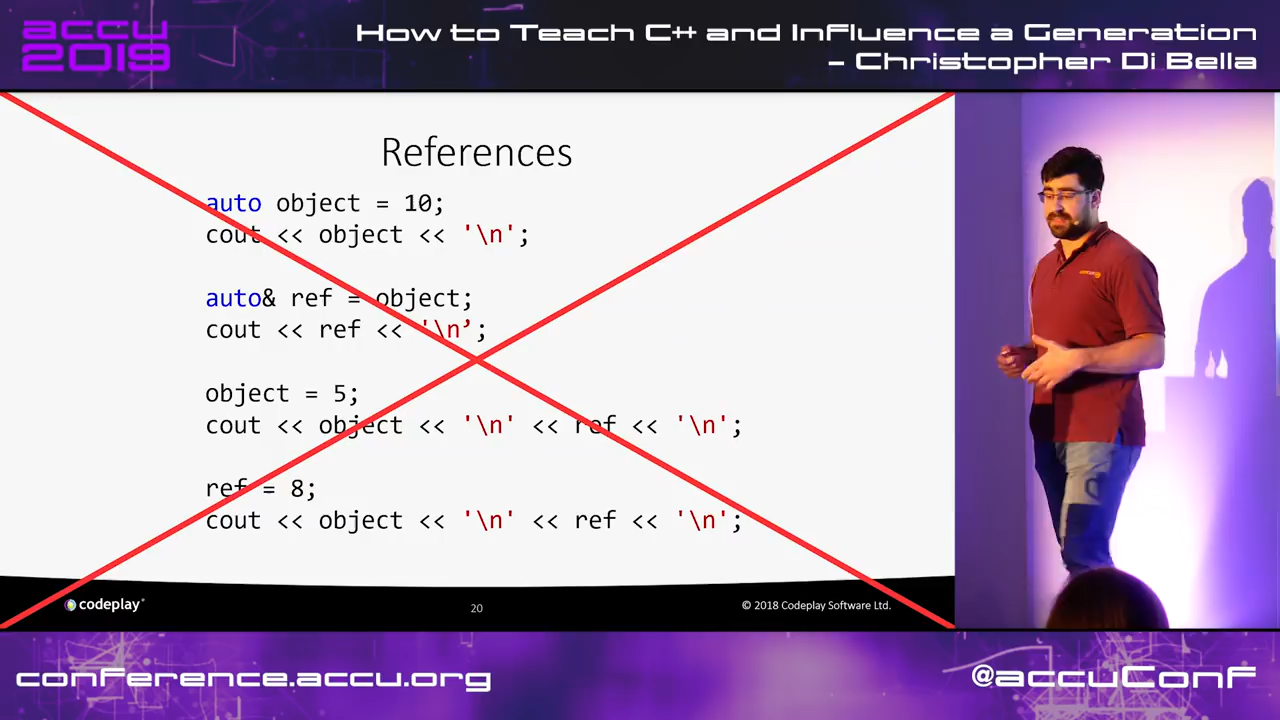 accu
2019
How to Teach C++ and Influence a Generation
– Christopher Di Bella
References
auto object = 10;
cout << object << '\n';
auto& ref = object;
cout << ref << '\n’;
object = 5;
cout << object << '\n' << ref << '\n';
ref = 8;
cout << object << '\n' << ref << '\n';
codeplay®
20
© 2018 Codeplay Software Ltd.
conference.accu.org
@accuConf